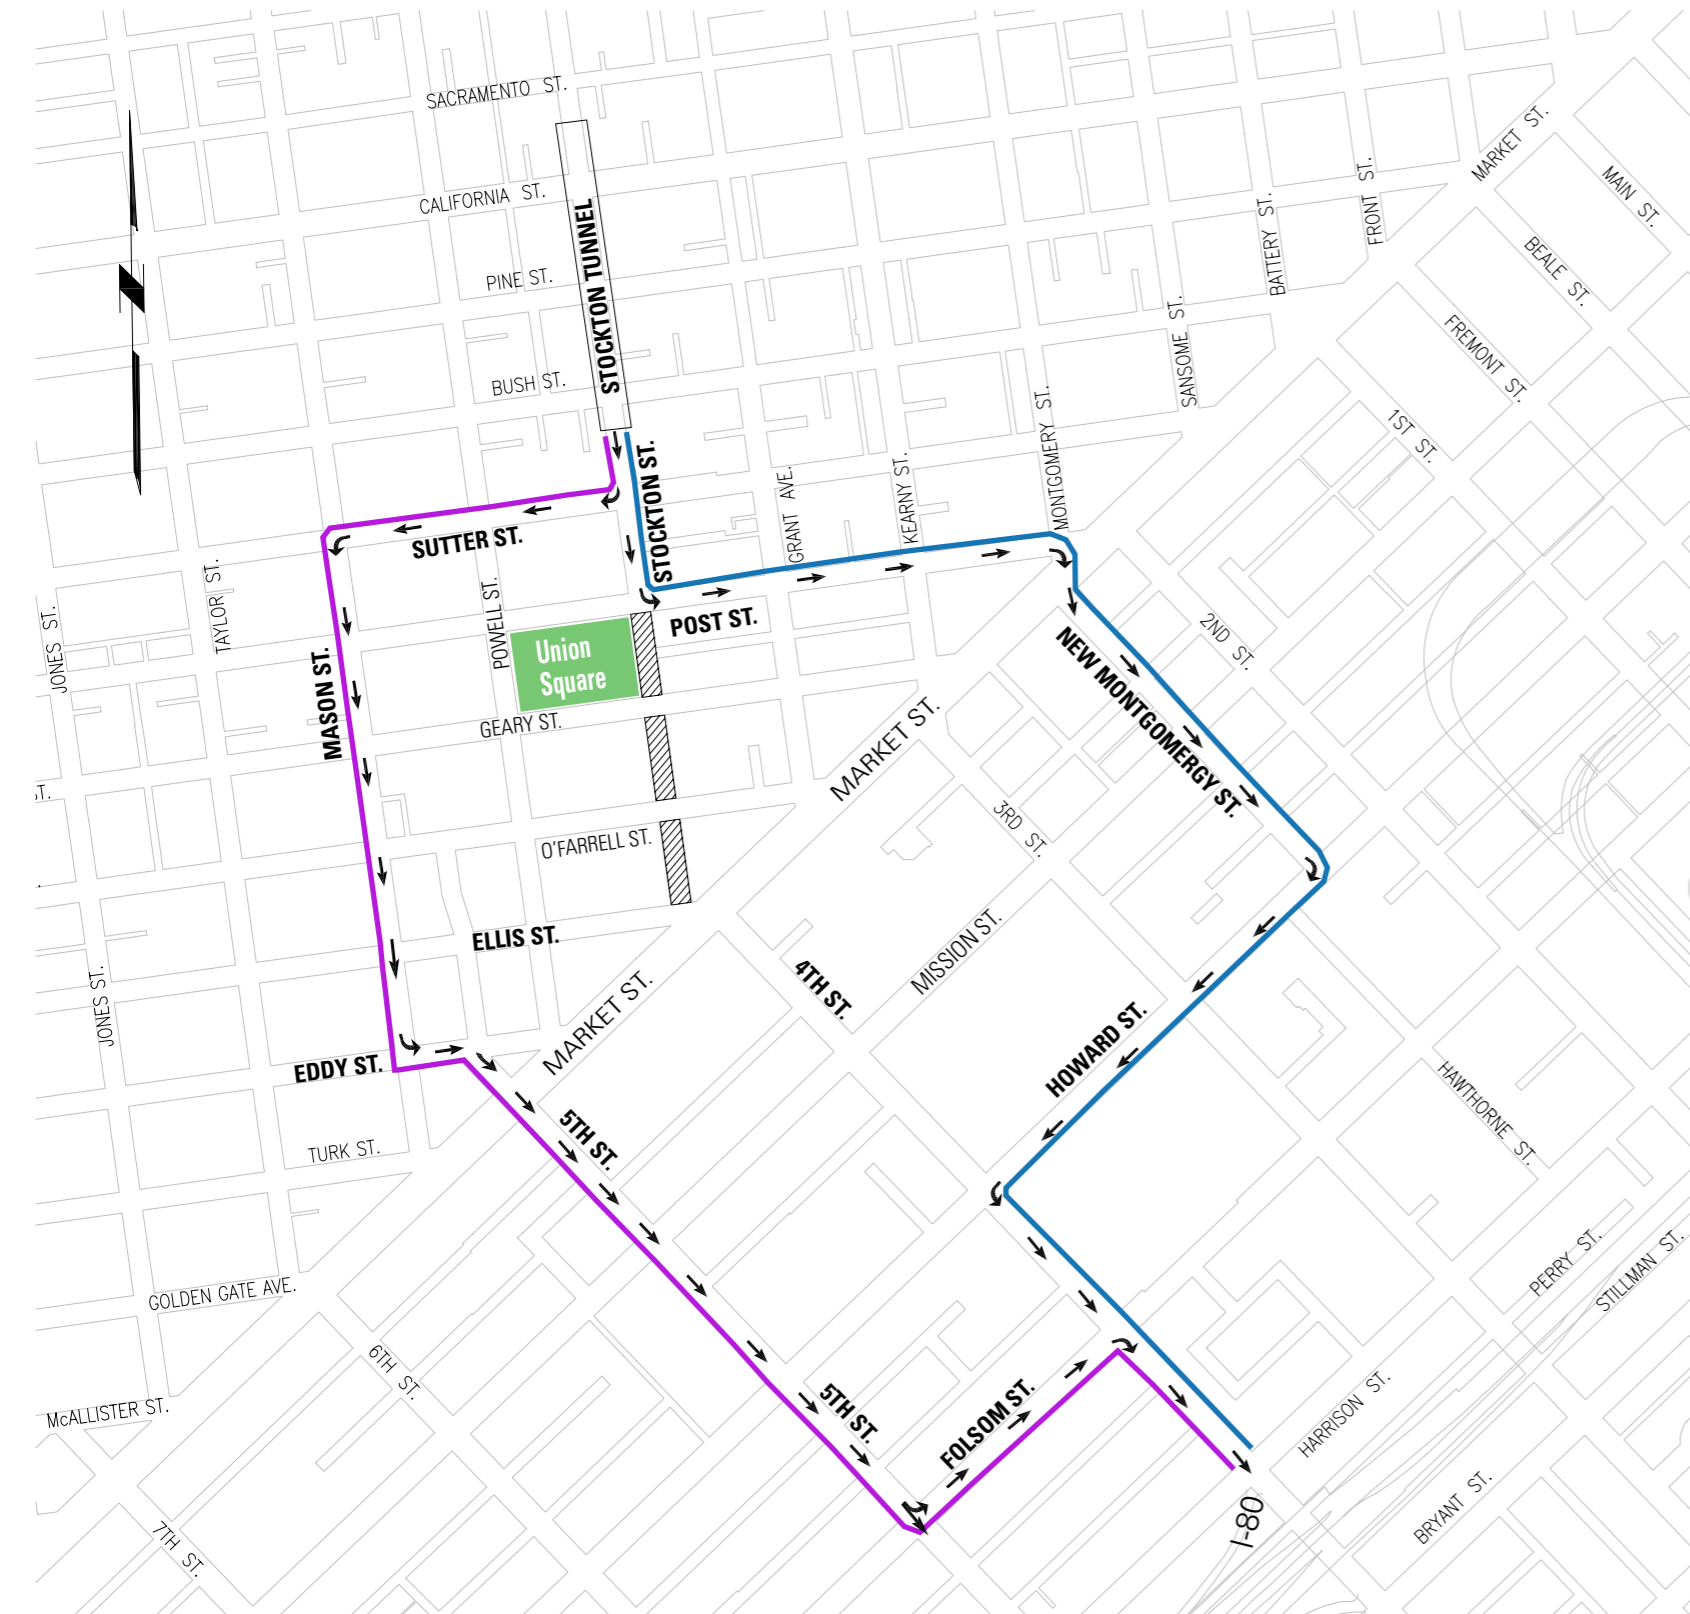 SACRAMENTO ST.
MARKET ST.
MAIN ST.
CALIFORNIA ST.
FRONT ST.
BATTERY ST.
BEALE ST.
PINE ST.
STOCKTON TUNNEL
N
SANSOME ST.
FREMONT ST.
BUSH ST.
MONTGOMERY ST.
1ST ST.
STOCKTON ST.
GRANT AVE.
KEARNY ST.
SUTTER ST.
TAYLOR ST.
JONES ST.
POWELL ST.
POST ST.
2ND ST.
Union
Square
MASON ST.
NEW MONTGOMERGY ST.
GEARY ST.
MARKET ST.
ST.
3RD ST.
O'FARRELL ST.
ELLIS ST.
4TH ST.
MISSION ST.
JONES ST.
MARKET ST.
HOWARD ST.
EDDY ST.
5TH ST.
HAWTHORNE ST.
TURK ST.
GOLDEN GATE AVE.
PERRY ST.
STILLMAN ST.
6TH ST.
5TH ST.
FOLSOM ST.
HARRISON ST.
McALLISTER ST.
I-80
BRYANT ST.
7TH ST.